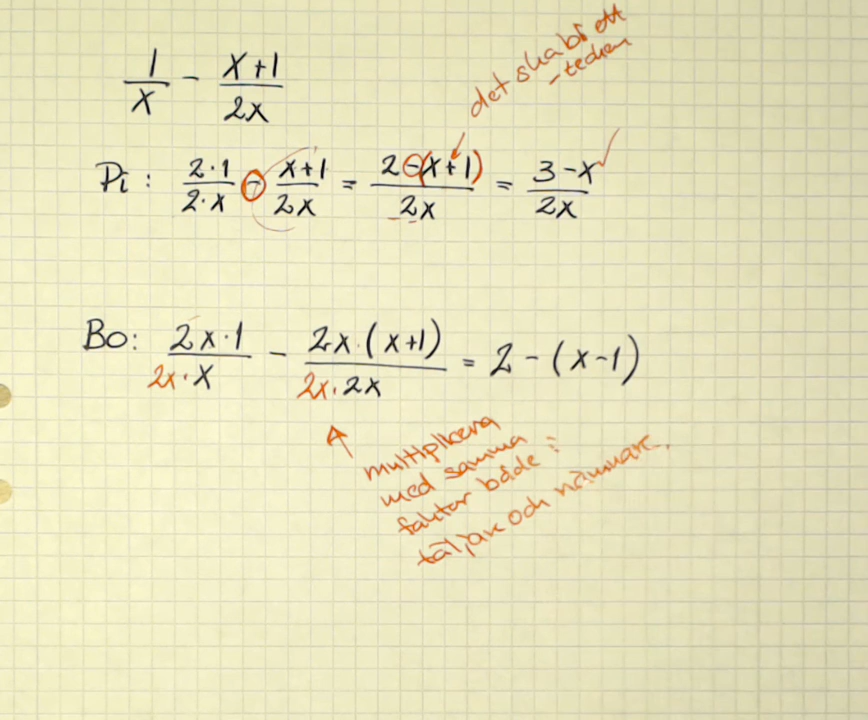 1/x - (x+1)/2x
det ska bi ett
-tecken
Pi: (2·1)/(2·x) - (x+1)/2x = (2-(x+1))/2x = (3-x)/2x ✓
Bo: (2x·1)/(2x·x) - (2x·(x+1))/(2x·2x) = 2-(x-1)
multiplicera
med samma
faktor både i
täljare och nämnare.